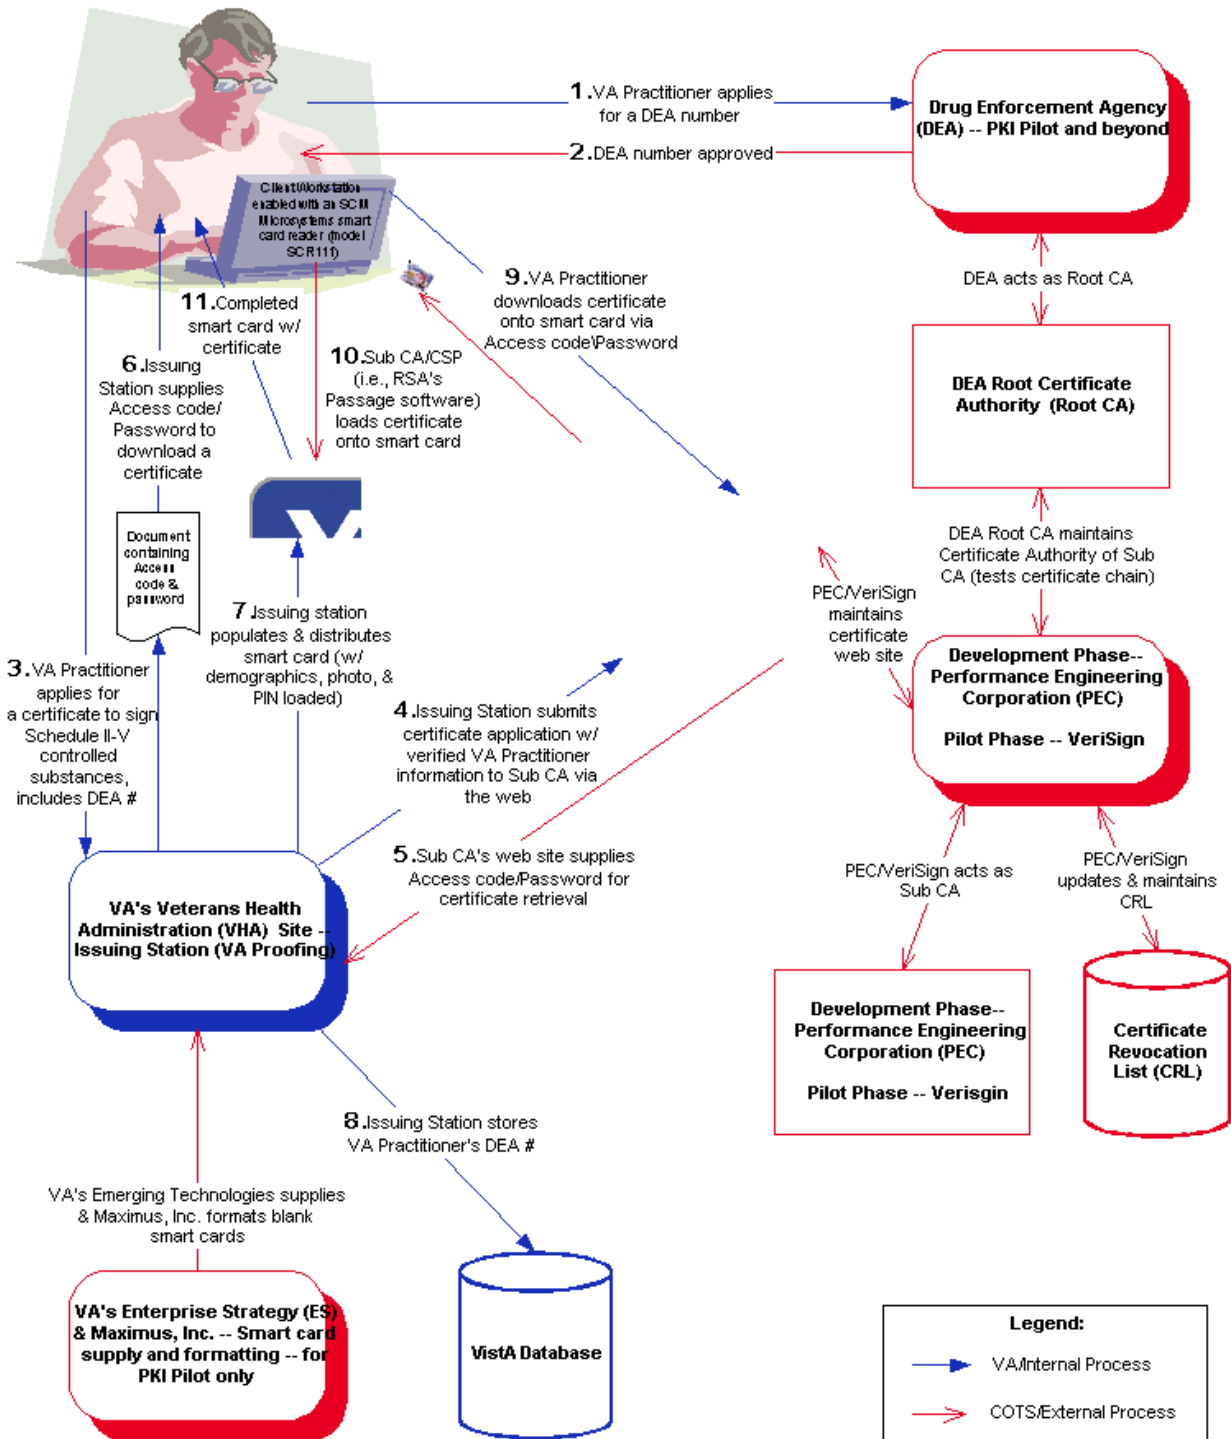 1.VA Practitioner applies
for a DEA number
2.DEA number approved
Drug Enforcement Agency
(DEA) -- PKI Pilot and beyond
Client Workstation
enabled with an SCM
Microsystems smart
card reader (model
SCR111)
DEA acts as Root CA
9.VA Practitioner
downloads certificate
onto smart card via
Access code\Password
11.Completed
smart card w/
certificate
10.Sub CA/CSP
(i.e., RSA's
Passage software)
loads certificate
onto smart card
6.Issuing
Station supplies
Access code/
Password to
download a
certificate
DEA Root Certificate
Authority (Root CA)
Document
containing
Access
code &
password
DEA Root CA maintains
Certificate Authority of Sub
CA (tests certificate chain)
PEC/VeriSign
maintains
certificate
web site
7.Issuing station
populates & distributes
smart card (w/
demographics, photo, &
PIN loaded)
3.VA Practitioner
applies for
a certificate to sign
Schedule II-V
controlled
substances,
includes DEA #
Development Phase--
Performance Engineering
Corporation (PEC)
Pilot Phase -- VeriSign
4.Issuing Station submits
certificate application w/
verified VA Practitioner
information to Sub CA via
the web
5.Sub CA's web site supplies
Access code/Password for
certificate retrieval
PEC/VeriSign acts as
Sub CA
PEC/VeriSign
updates & maintains
CRL
VA's Veterans Health
Administration (VHA) Site --
Issuing Station (VA Proofing)
Development Phase--
Performance Engineering
Corporation (PEC)
Pilot Phase -- Verisgin
Certificate
Revocation
List (CRL)
8.Issuing Station stores
VA Practitioner's DEA #
VA's Emerging Technologies supplies
& Maximus, Inc. formats blank
smart cards
VA's Enterprise Strategy (ES)
& Maximus, Inc. -- Smart card
supply and formatting -- for
PKI Pilot only
VistA Database
Legend:
VA/Internal Process
COTS/External Process